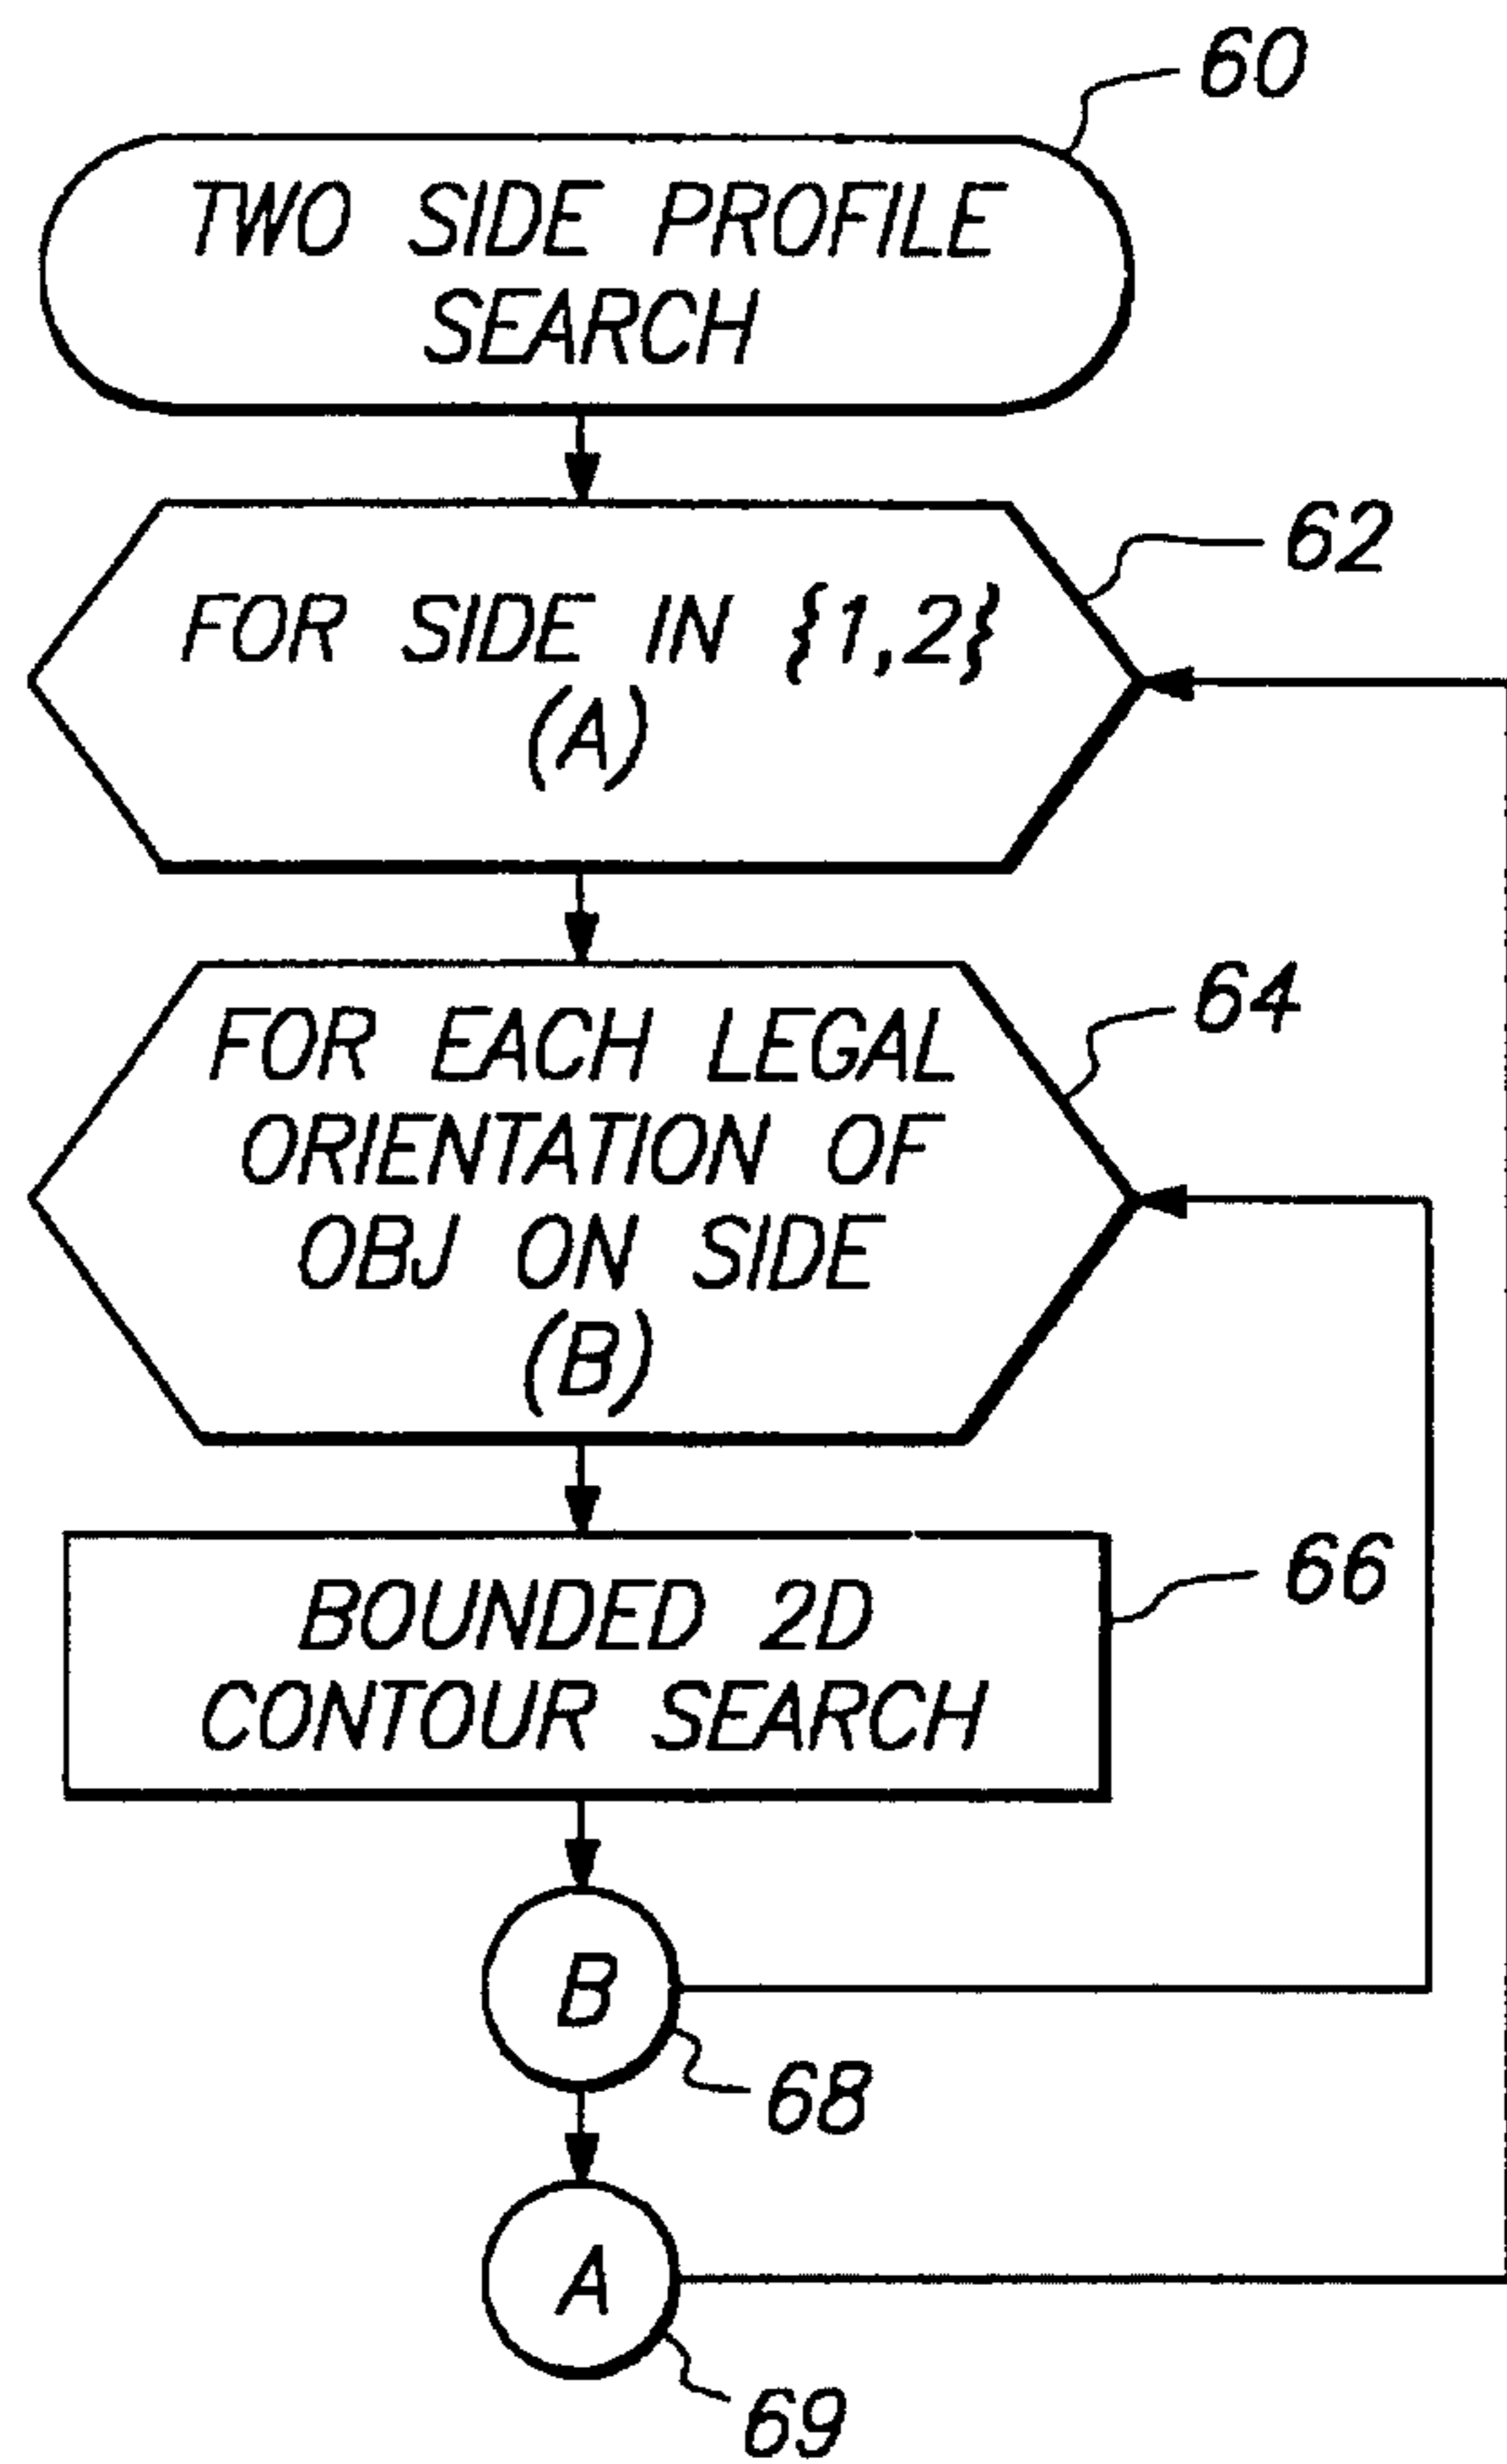 60
TWO SIDE PROFILE
SEARCH
62
FOR SIDE IN {1,2}
(A)
64
FOR EACH LEGAL
ORIENTATION OF
OBJ ON SIDE
(B)
66
BOUNDED 2D
CONTOUR SEARCH
B
68
A
69